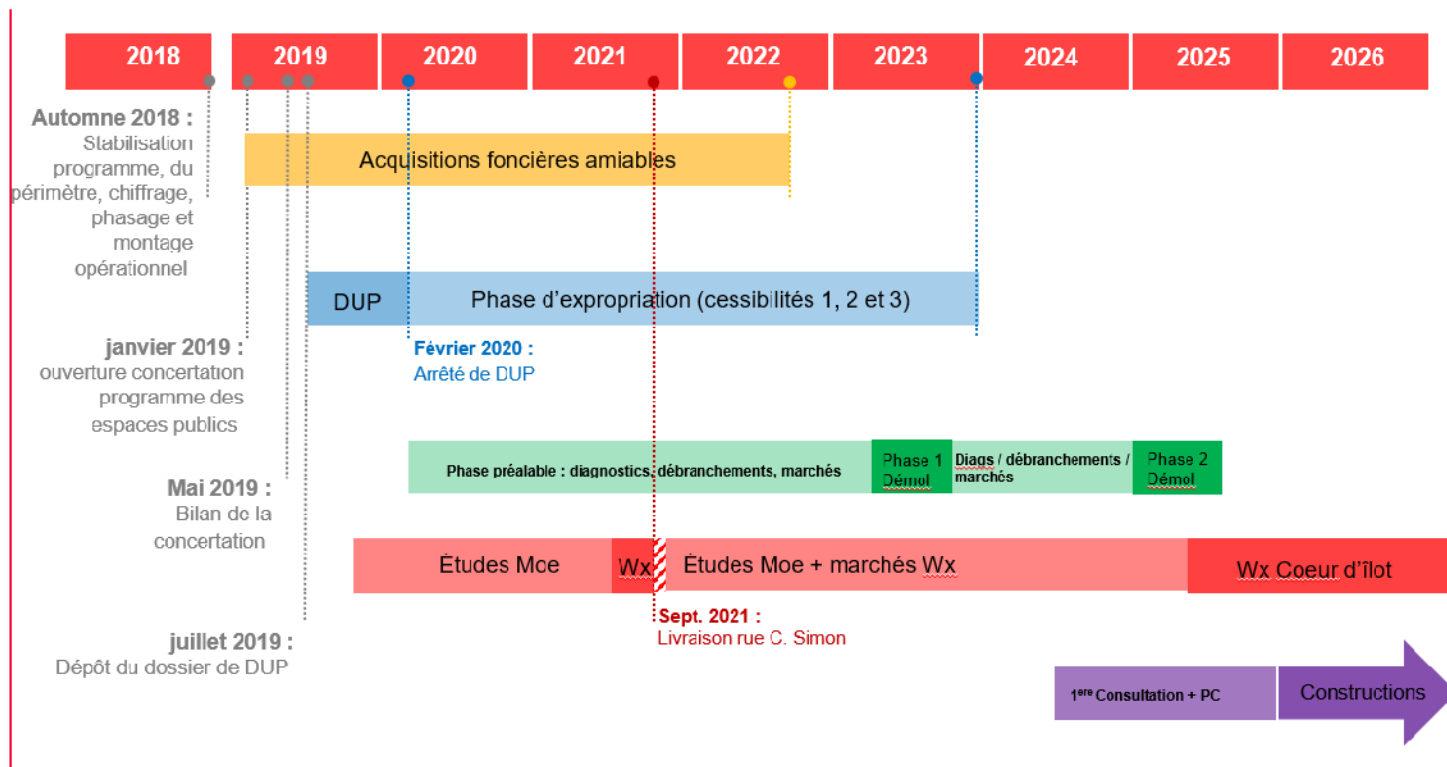 2018 2019 2020 2021 2022 2023 2024 2025 2026
Automne 2018 :
Stabilisation
programme, du
périmètre, chiffrage,
phasage et
montage
opérationnel
Acquisitions foncières amiables
DUP
Phase d'expropriation (cessibilités 1, 2 et 3)
janvier 2019 :
ouverture concertation
programme des
espaces publics
Février 2020 :
Arrêté de DUP
Phase préalable : diagnostics, débranchements, marchés
Phase 1
Démol
Diags / débranchements /
marchés
Phase 2
Démol
Mai 2019 :
Bilan de la
concertation
Études Moe
Wx
Études Moe + marchés Wx
Wx Coeur d'îlot
Sept. 2021 :
Livraison rue C. Simon
juillet 2019 :
Dépôt du dossier de DUP
1ere Consultation + PC
Constructions